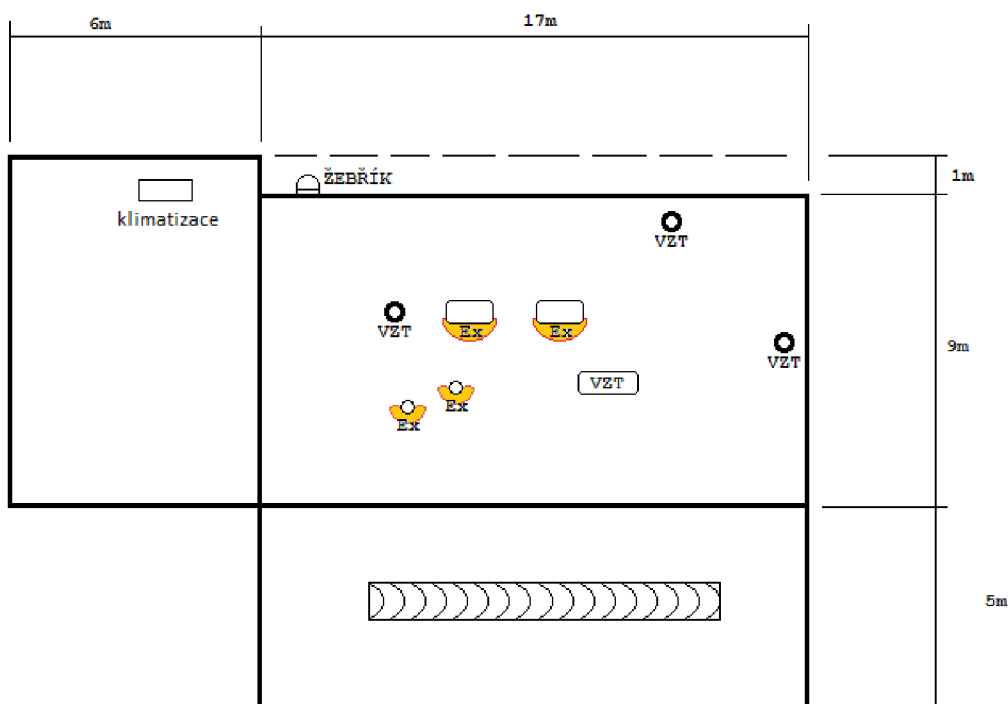 6m
17m
1m
ŽEBŘÍK
klimatizace
VZT
VZT
Ex
Ex
VZT
9m
VZT
Ex
Ex
5m